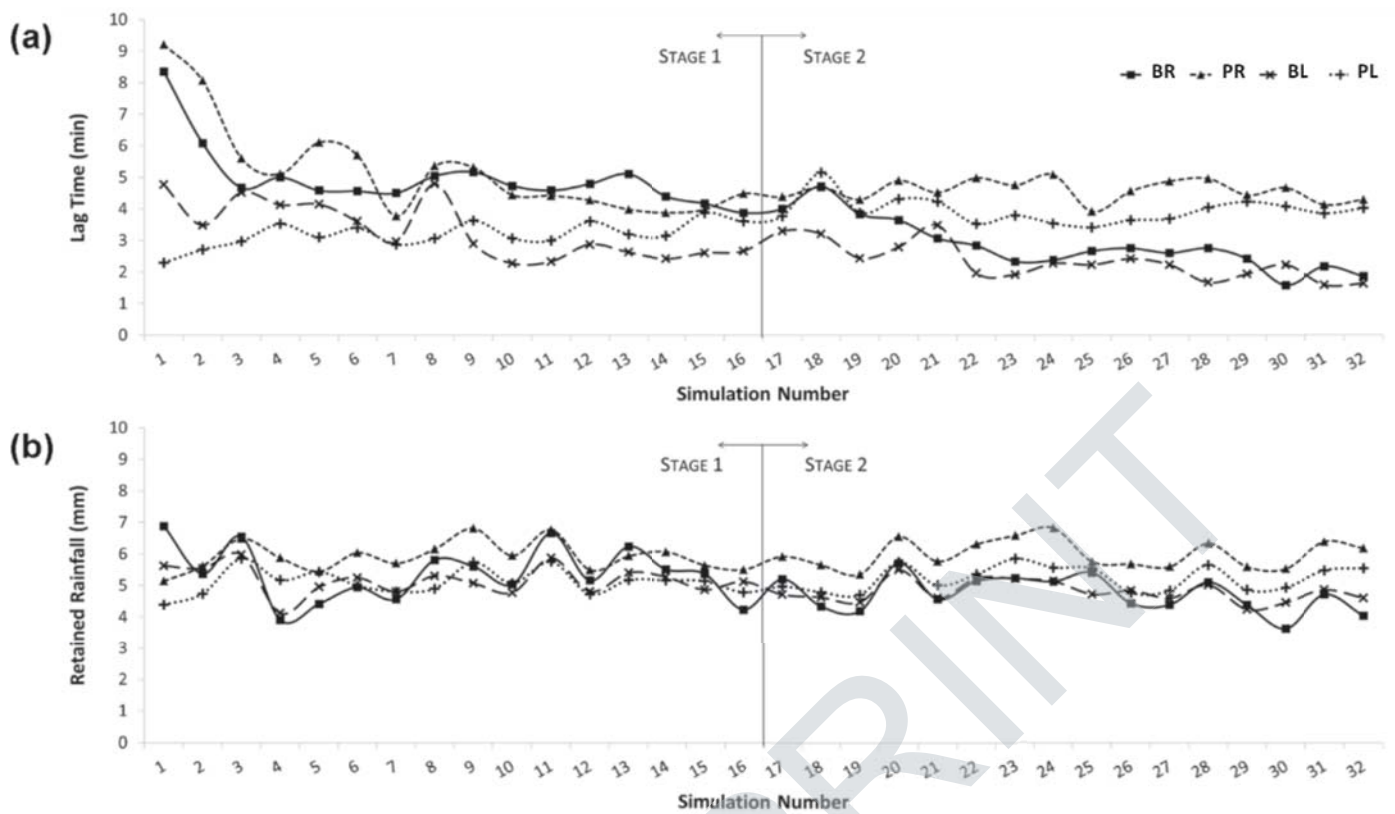 (a)
10
9
8
7
6
5
4
3
2
1
0
Lag Time (min)
STAGE 1
STAGE 2
BR PR BL PL
1 2 3 4 5 6 7 8 9 10 11 12 13 14 15 16 17 18 19 20 21 22 23 24 25 26 27 28 29 30 31 32
Simulation Number
(b)
10
9
8
7
6
5
4
3
2
1
0
Retained Rainfall (mm)
STAGE 1
STAGE 2
1 2 3 4 5 6 7 8 9 10 11 12 13 14 15 16 17 18 19 20 21 22 23 24 25 26 27 28 29 30 31 32
Simulation Number
RINT